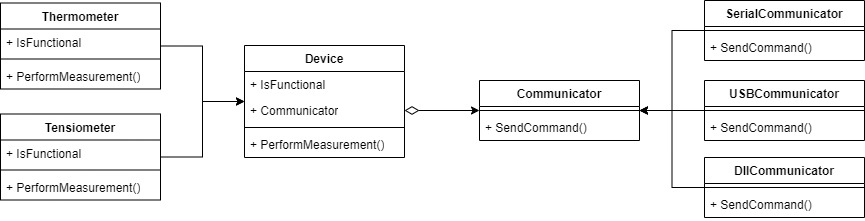 Thermometer
+ IsFunctional
+ PerformMeasurement()
Tensiometer
+ IsFunctional
+ PerformMeasurement()
Device
+ IsFunctional
+ Communicator
+ PerformMeasurement()
Communicator
+ SendCommand()
SerialCommunicator
+ SendCommand()
USBCommunicator
+ SendCommand()
DllCommunicator
+ SendCommand()